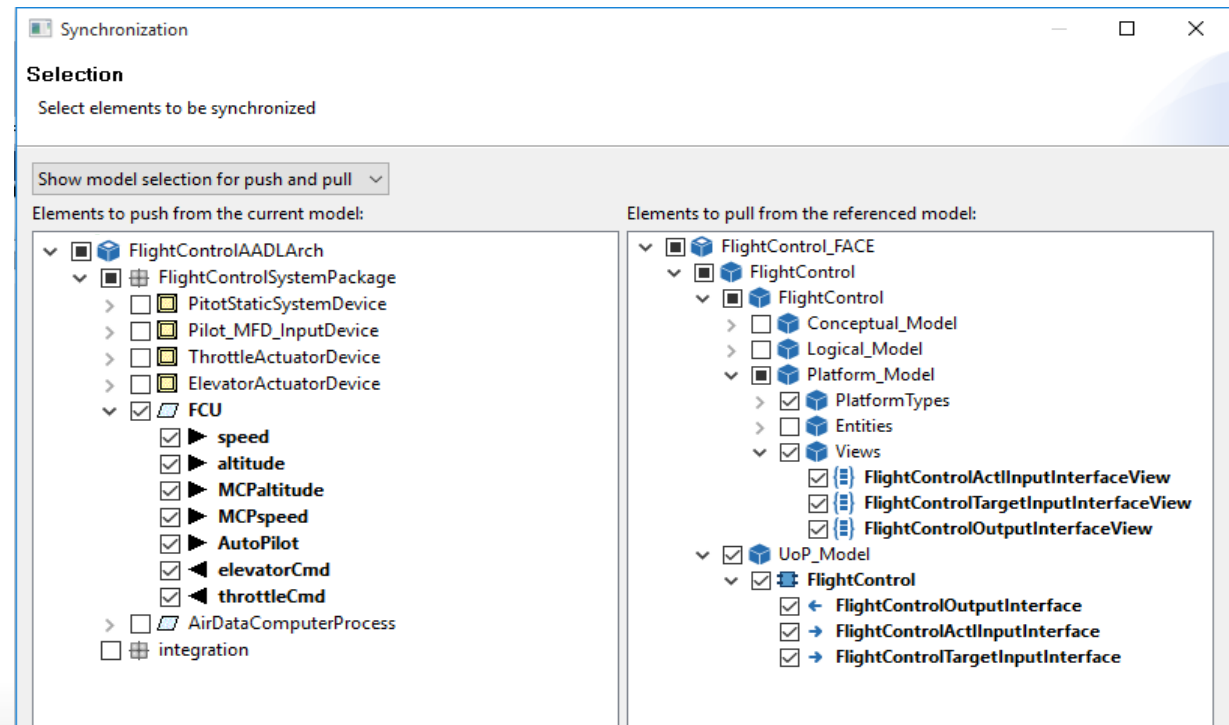 Synchronization
Selection
Select elements to be synchronized
Show model selection for push and pull
Elements to push from the current model:
FlightControlAADLArch
FlightControlSystemPackage
PitotStaticSystemDevice
Pilot_MFD_InputDevice
ThrottleActuatorDevice
ElevatorActuatorDevice
FCU
speed
altitude
MCPaltitude
MCPspeed
AutoPilot
elevatorCmd
throttleCmd
AirDataComputerProcess
integration
Elements to pull from the referenced model:
FlightControl_FACE
FlightControl
FlightControl
Conceptual_Model
Logical_Model
Platform_Model
PlatformTypes
Entities
Views
FlightControlActlInputInterfaceView
FlightControlTargetInputInterfaceView
FlightControlOutputInterfaceView
UoP_Model
FlightControl
FlightControlOutputInterface
FlightControlActlInputInterface
FlightControlTargetInputInterface